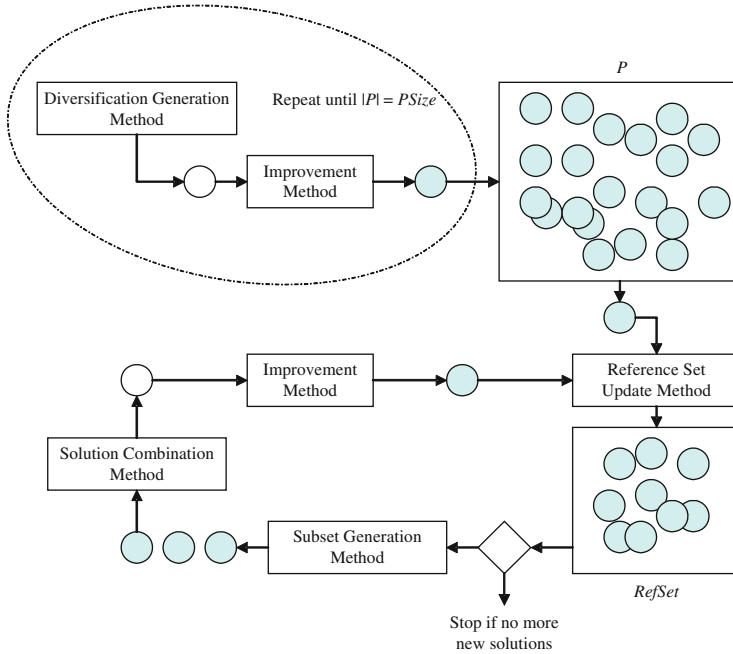 P
Diversification Generation
Method
Repeat until |P| = PSize
Improvement
Method
Improvement
Method
Reference Set
Update Method
Solution Combination
Method
Subset Generation
Method
RefSet
Stop if no more
new solutions